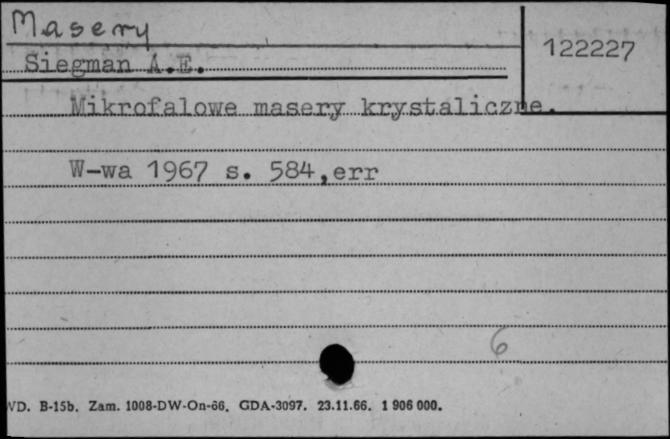 Masery
122227
Siegman A.E.
Mikrofalowe masery krystaliczne.
W-wa 1967 s. 584,err
6
WD. B-15b. Zam. 1008-DW-On-66. GDA-3097. 23.11.66. 1 906 000.